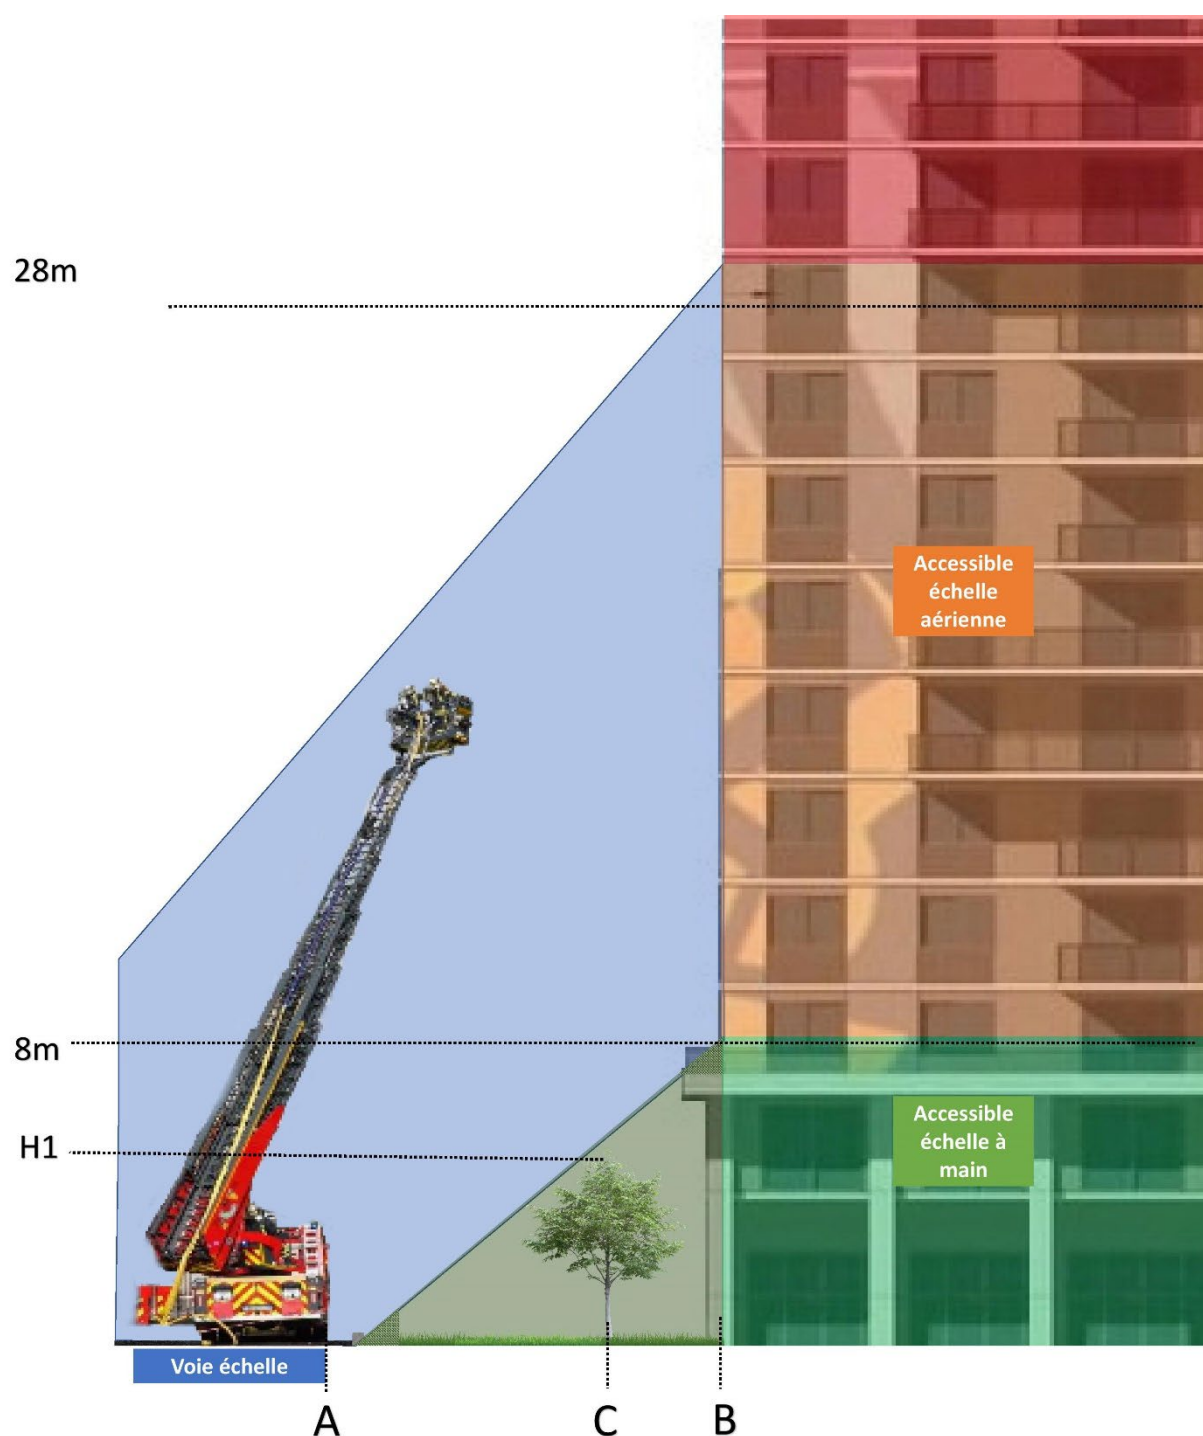 28m
Accessible
échelle
aérienne
8m
H1
Accessible
échelle à
main
Voie échelle
A
C
B